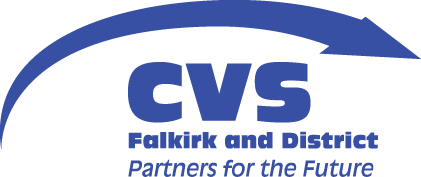 CVS
Falkirk and District
Partners for the Future